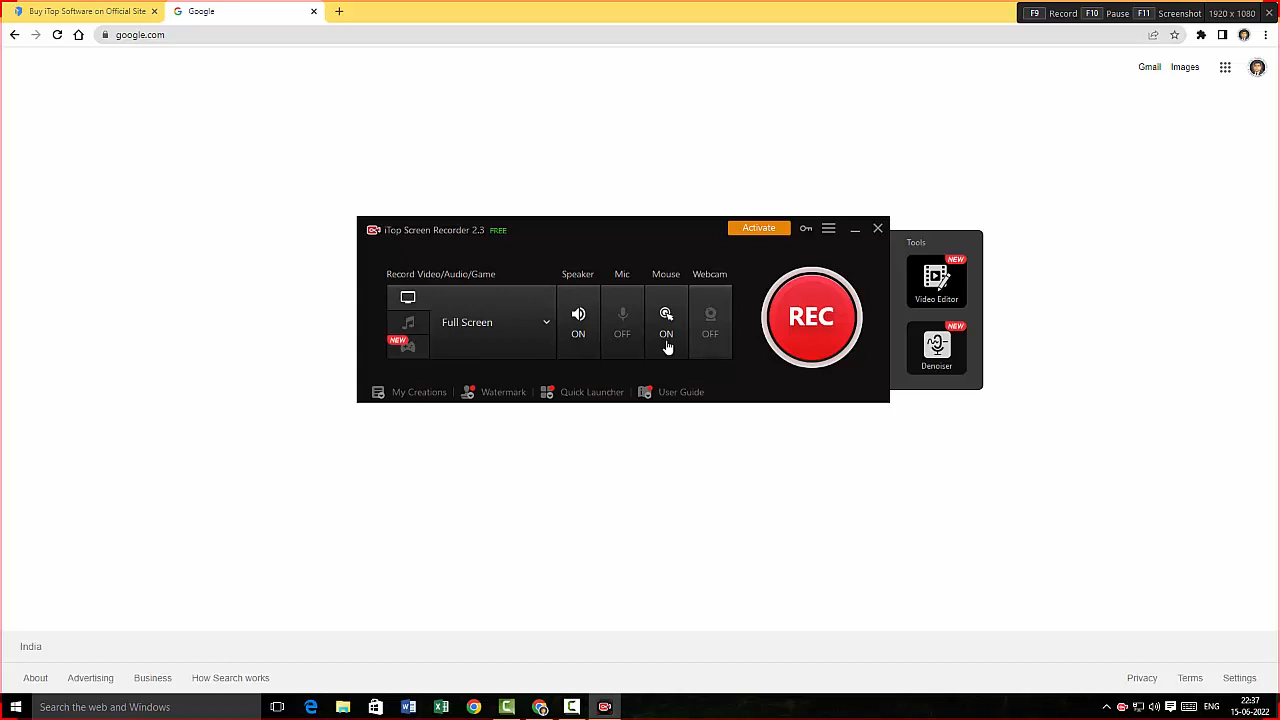 Buy iTop Software on Official Site
Google
F9 Record F10 Pause F11 Screenshot 1920 x 1080
google.com
Gmail Images
iTop Screen Recorder 2.3 FREE
Activate
Tools
Record Video/Audio/Game
Speaker
Mic
Mouse
Webcam
NEW
Full Screen
ON
OFF
ON
OFF
REC
NEW
Video Editor
NEW
Denoiser
My Creations
Watermark
Quick Launcher
User Guide
India
About Advertising Business How Search works
Privacy Terms Settings
Search the web and Windows
ENG
22:37
15-06-2022